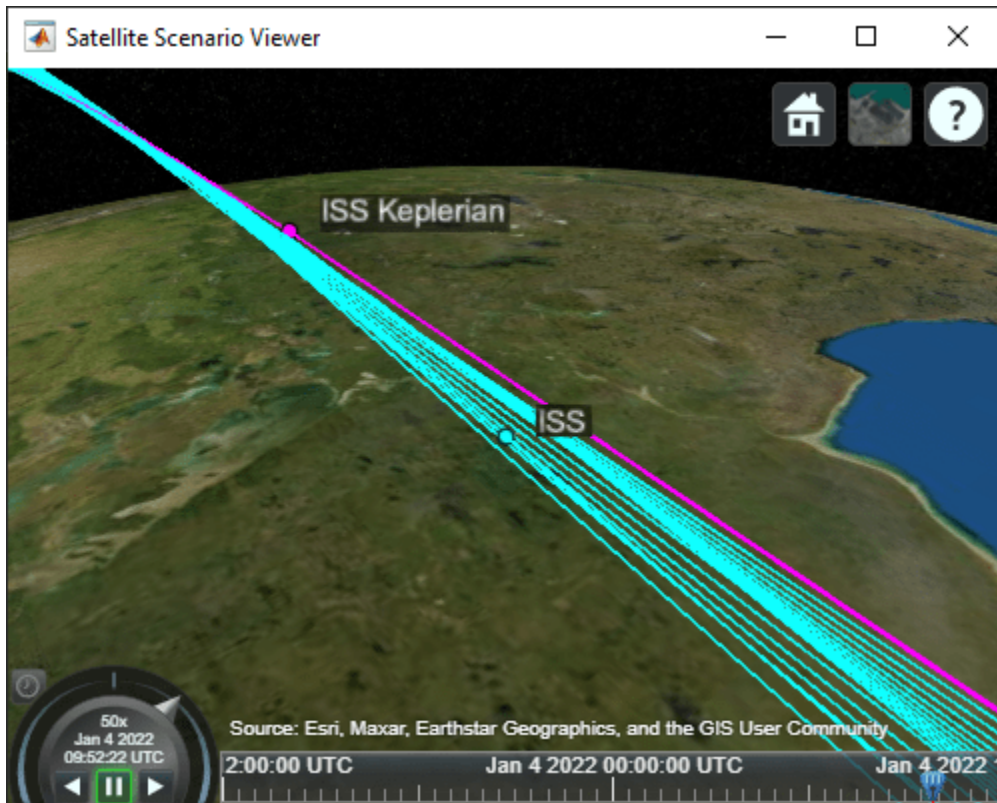 Satellite Scenario Viewer
?
ISS Keplerian
ISS
50x
Jan 4 2022
09:52:22 UTC
Source: Esri, Maxar, Earthstar Geographics, and the GIS User Community
2:00:00 UTC Jan 4 2022 00:00:00 UTC Jan 4 2022 1